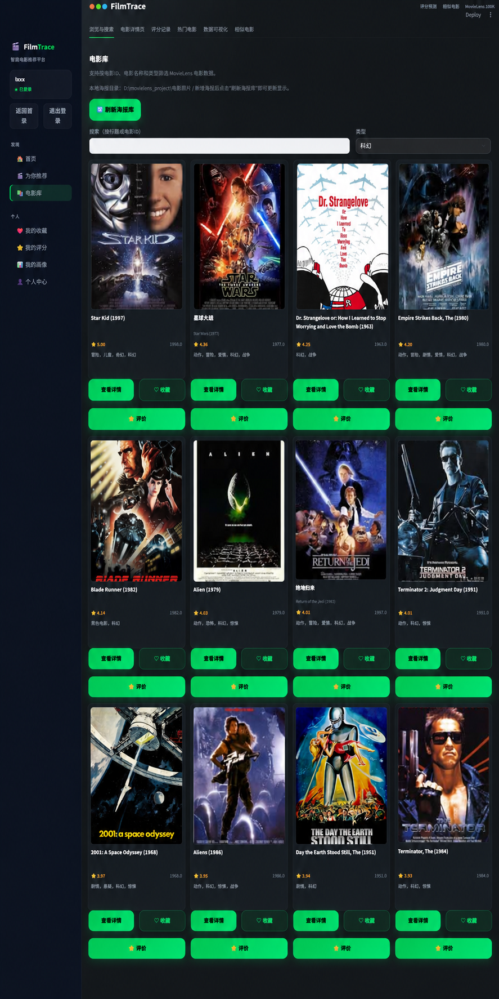 FilmTrace
评分预测 相似电影 MovieLens 100K
Deploy
浏览与搜索 电影详情页 评分记录 热门电影 数据可视化 相似电影
FilmTrace
智能电影推荐平台
已登录
返回首
录
退出登
录
发现
首页
为你推荐
电影库
个人
我的收藏
我的评分
我的画像
个人中心
电影库
支持按电影ID、电影名称和类型筛选 MovieLens 电影数据。
本地海报目录：D:\movielens_project\电影照片 / 新增海报后点击“刷新海报库”即可更新显示。
刷新海报库
搜索（按标题或电影ID）
类型
科幻
STAR KID
STAR
THE FORCE AWAKENS
WARS
Dr. Strangelove
Or:
How
I Learned
To
Stop
Worrying
And
Love
The
Bomb
STAR WARS
EMPIRE
STRIKES BACK
Star Kid (1997)
5.00 1998.0
冒险，儿童，奇幻，科幻
星球大战
Star Wars (1977)
4.36 1977.0
动作，冒险，爱情，科幻，战争
Dr. Strangelove or: How I Learned to Stop
Worrying and Love the Bomb (1963)
4.25 1963.0
科幻，战争
Empire Strikes Back, The (1980)
4.20 1980.0
动作，冒险，剧情，爱情，科幻，战争
查看详情 ♡ 收藏 查看详情 ♡ 收藏 查看详情 ♡ 收藏 查看详情 ♡ 收藏
评价 评价 评价 评价
BLADE RUNNER
A L I E N
RETURN OF THE JEDI
TERMINATOR 2
JUDGMENT DAY
Blade Runner (1982)
4.14 1982.0
黑色电影，科幻
Alien (1979)
4.03 1979.0
动作，恐怖，科幻，惊悚
绝地归来
Return of the Jedi (1983)
4.01 1997.0
动作，冒险，爱情，科幻，战争
Terminator 2: Judgment Day (1991)
4.01 1991.0
动作，科幻，惊悚
查看详情 ♡ 收藏 查看详情 ♡ 收藏 查看详情 ♡ 收藏 查看详情 ♡ 收藏
评价 评价 评价 评价
2001: a space odyssey
THE DAY THE EARTH
STOOD STILL
THE
TERMINATOR
2001: A Space Odyssey (1968)
3.97 1968.0
剧情，悬疑，科幻，惊悚
Aliens (1986)
3.95 1986.0
动作，科幻，惊悚，战争
Day the Earth Stood Still, The (1951)
3.94 1951.0
剧情，科幻
Terminator, The (1984)
3.93 1984.0
动作，科幻，惊悚
查看详情 ♡ 收藏 查看详情 ♡ 收藏 查看详情 ♡ 收藏 查看详情 ♡ 收藏
评价 评价 评价 评价